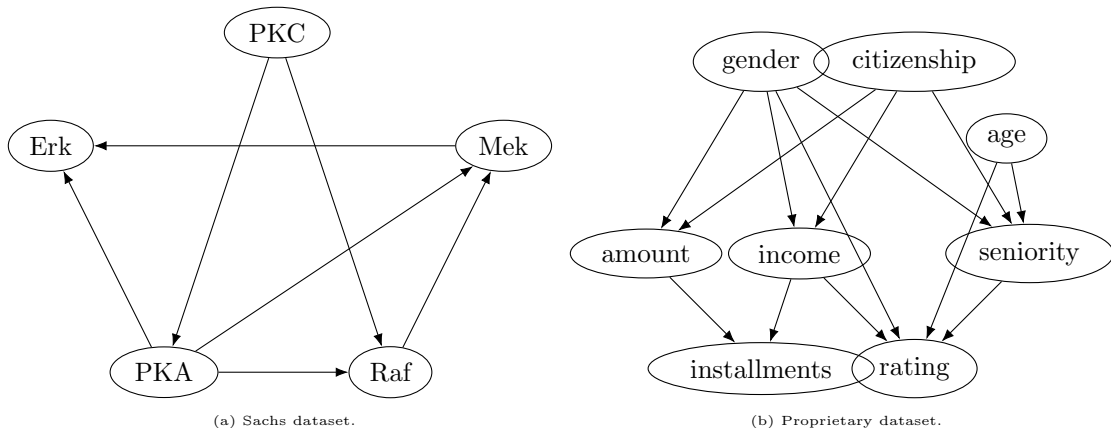 PKC
Erk
Mek
PKA
Raf
(a) Sachs dataset.
gender
citizenship
age
amount
income
seniority
installments
rating
(b) Proprietary dataset.